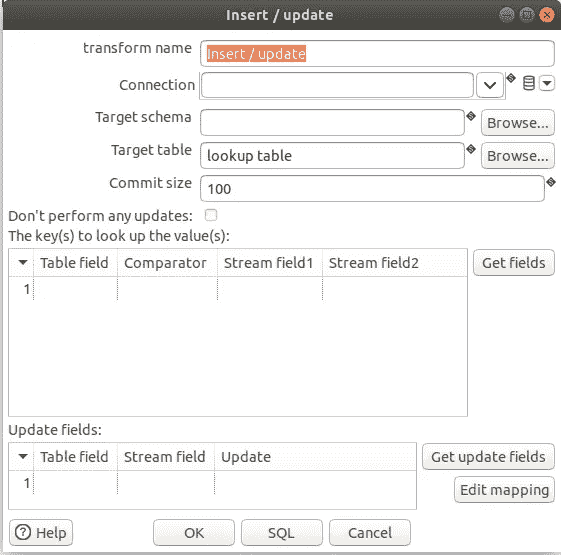 Insert / update
transform name Insert / update
Connection
Target schema Browse...
Target table lookup table Browse...
Commit size 100
Don't perform any updates:
The key(s) to look up the value(s):
Table field Comparator Stream field1 Stream field2 Get fields
1
Update fields:
Table field Stream field Update Get update fields
1
Edit mapping
Help OK SQL Cancel